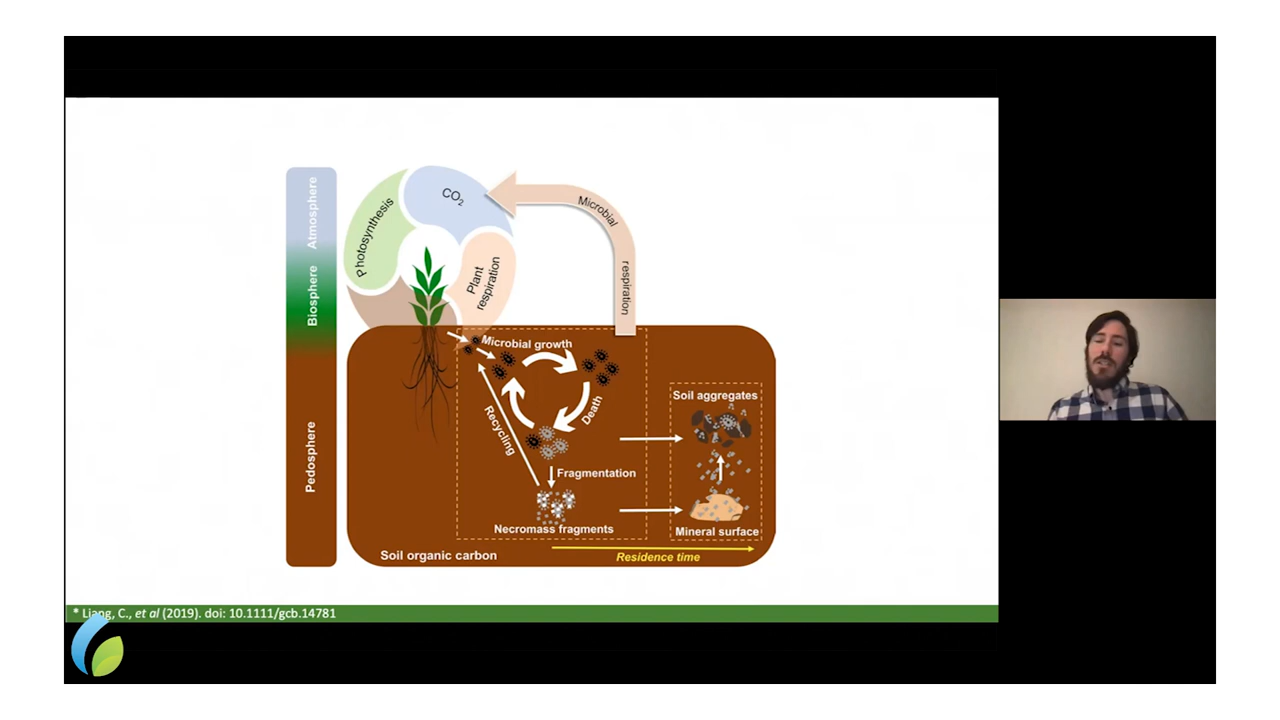 Atmosphere
Biosphere
Pedosphere
Photosynthesis
CO₂
Plant
respiration
Microbial
respiration
Microbial growth
Death
Recycling
Fragmentation
Necromass fragments
Soil aggregates
Mineral surface
Soil organic carbon
Residence time
* Liang, C., et al (2019). doi: 10.1111/gcb.14781